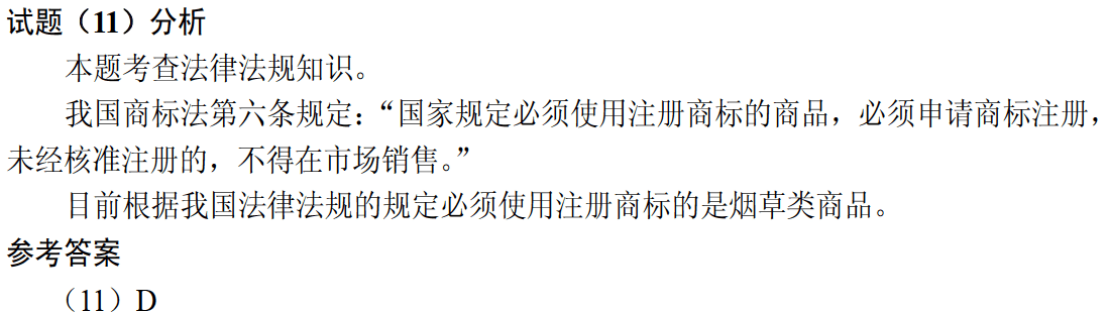 试题（11）分析
本题考查法律法规知识。
我国商标法第六条规定：“国家规定必须使用注册商标的商品，必须申请商标注册，
未经核准注册的，不得在市场销售。”
目前根据我国法律法规的规定必须使用注册商标的是烟草类商品。
参考答案
（11）D